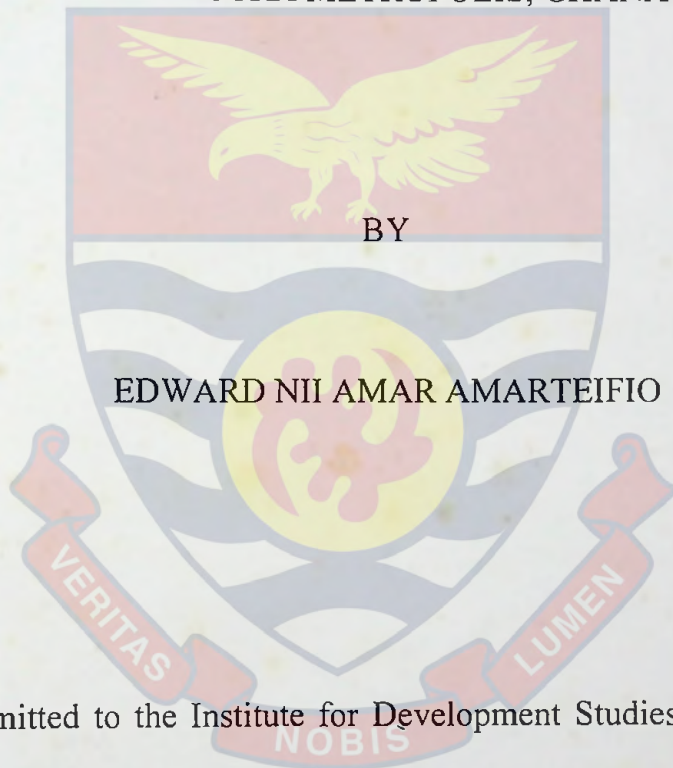 BY
EDWARD NII AMAR AMARTEIFIO
VERITAS
LUMEN
mitted to the Institute for Development Studies
NOBIS